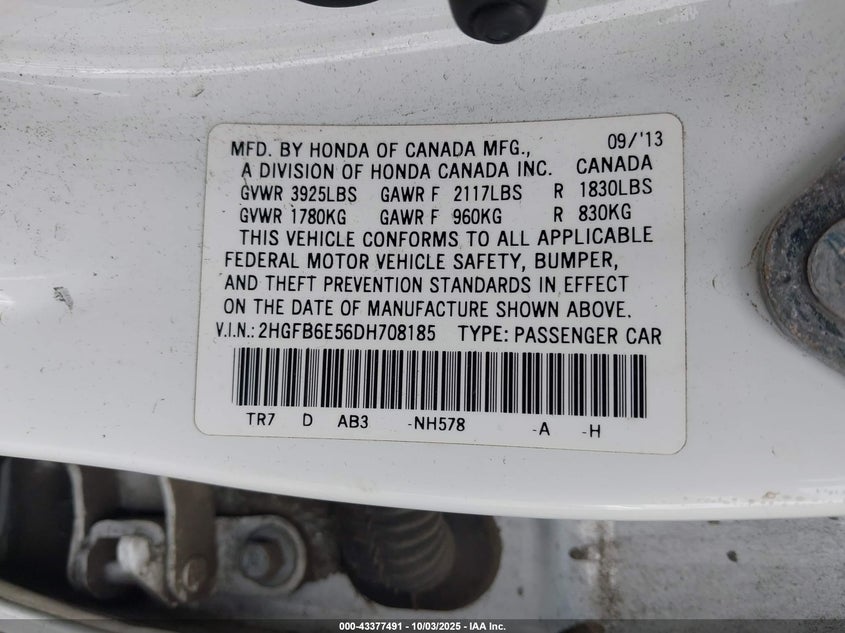 MFD. BY HONDA OF CANADA MFG., 09/'13
A DIVISION OF HONDA CANADA INC. CANADA
GVWR 3925LBS GAWR F 2117LBS R 1830LBS
GVWR 1780KG GAWR F 960KG R 830KG
THIS VEHICLE CONFORMS TO ALL APPLICABLE
FEDERAL MOTOR VEHICLE SAFETY, BUMPER,
AND THEFT PREVENTION STANDARDS IN EFFECT
ON THE DATE OF MANUFACTURE SHOWN ABOVE.
V.I.N.: 2HGFB6E56DH708185 TYPE: PASSENGER CAR
TR7 D AB3 -NH578 -A -H
000-43377491 - 10/03/2025 - IAA Inc.